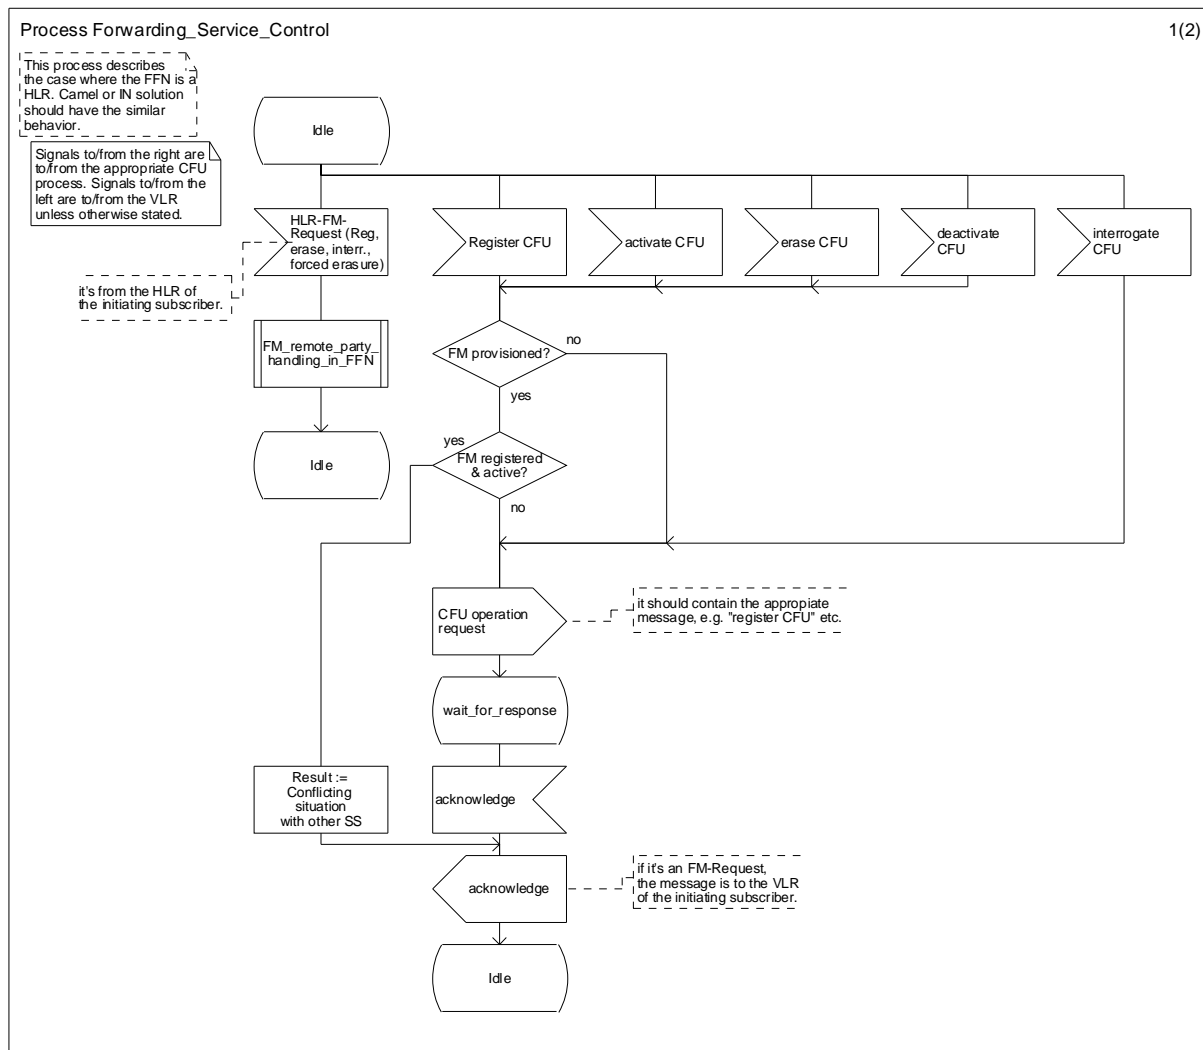 Process Forwarding_Service_Control
1(2)
This process describes
the case where the FFN is a
HLR. Camel or IN solution
should have the similar
behavior.
Signals to/from the right are
to/from the appropriate CFU
process. Signals to/from the
left are to/from the VLR
unless otherwise stated.
Idle
HLR-FM-
Request (Reg,
erase, interr.,
forced erasure)
Register CFU
activate CFU
erase CFU
deactivate
CFU
interrogate
CFU
it's from the HLR of
the initiating subscriber.
FM_remote_party_
handling_in_FFN
Idle
FM provisioned?
no
yes
yes
FM registered
& active?
no
CFU operation
request
it should contain the appropiate
message, e.g. "register CFU" etc.
wait_for_response
Result :=
Conflicting
situation
with other SS
acknowledge
acknowledge
if it's an FM-Request,
the message is to the VLR
of the initiating subscriber.
Idle